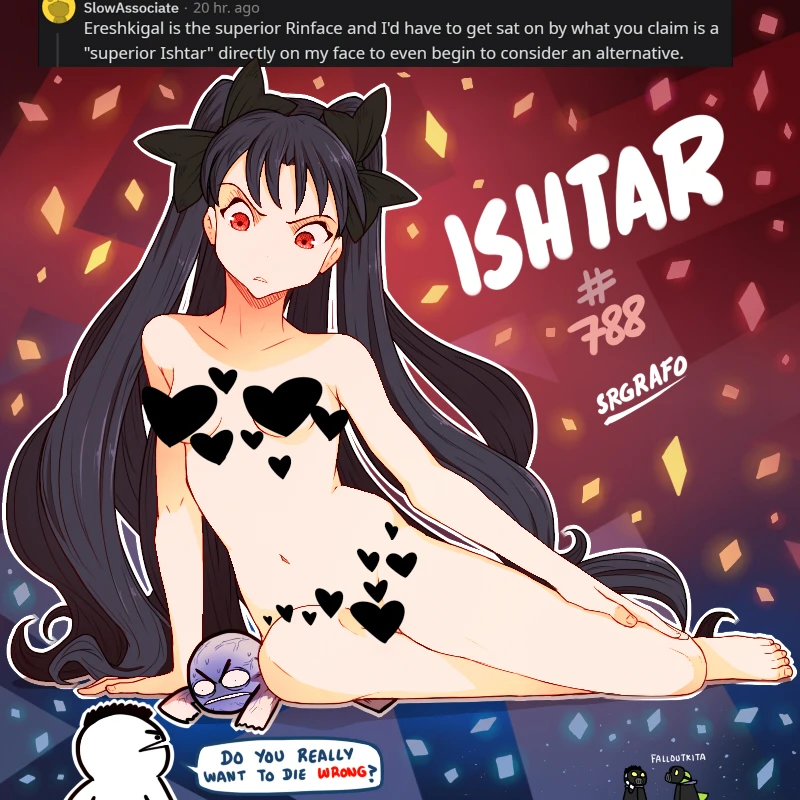 SlowAssociate · 20 hr. ago
Ereshkigal is the superior Rinface and I'd have to get sat on by what you claim is a
"superior Ishtar" directly on my face to even begin to consider an alternative.
ISHTAR
#
788
SRGRAFO
DO YOU REALLY
WANT TO DIE WRONG?
FALLOUTKITA